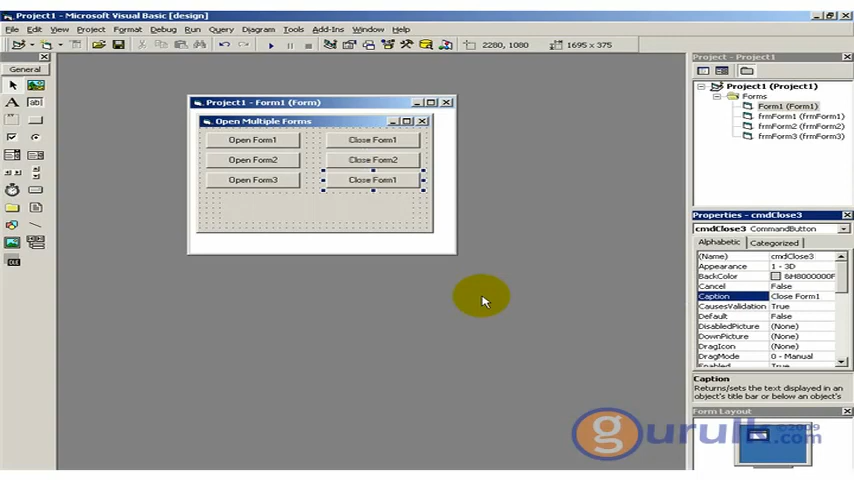 Project1 - Microsoft Visual Basic [design]
File Edit View Project Format Debug Run Query Diagram Tools Add-Ins Window Help
2280, 1080 1695 x 375
General
Project1 - Form1 (Form)
Open Multiple Forms
Open Form1 Close Form1
Open Form2 Close Form2
Open Form3 Close Form1
Project - Project1
Project1 (Project1)
Forms
Form1 (Form1)
frmForm1 (frmForm1)
frmForm2 (frmForm2)
frmForm3 (frmForm3)
Properties - cmdClose3
cmdClose3 CommandButton
Alphabetic Categorized
(Name) cmdClose3
Appearance 1 - 3D
BackColor &H8000000F
Cancel False
Caption Close Form1
CausesValidation True
Default False
DisabledPicture (None)
DownPicture (None)
DragIcon (None)
DragMode 0 - Manual
Enabled True
Caption
Returns/sets the text displayed in an
object's title bar or below an object's
Form Layout
gurulk.com
©2009